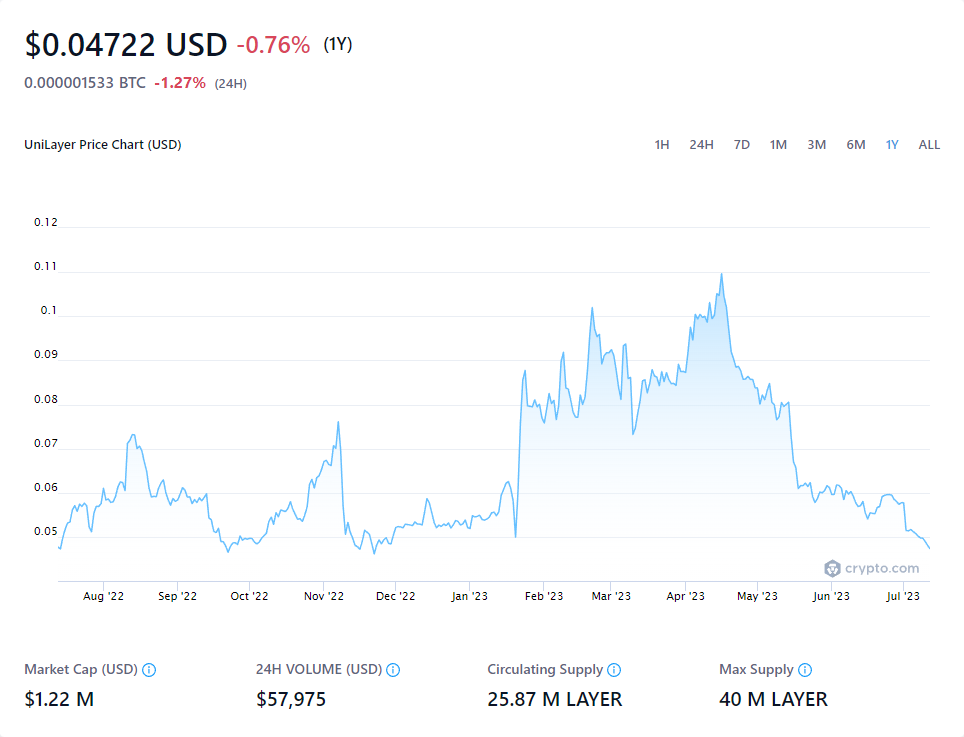 $0.04722 USD -0.76% (1Y)
0.000001533 BTC -1.27% (24H)
UniLayer Price Chart (USD) 1H 24H 7D 1M 3M 6M 1Y ALL
0.12
0.11
0.1
0.09
0.08
0.07
0.06
0.05
crypto.com
Aug '22 Sep '22 Oct '22 Nov '22 Dec '22 Jan '23 Feb '23 Mar '23 Apr '23 May '23 Jun '23 Jul '23
Market Cap (USD) 24H VOLUME (USD) Circulating Supply Max Supply
$1.22 M $57,975 25.87 M LAYER 40 M LAYER